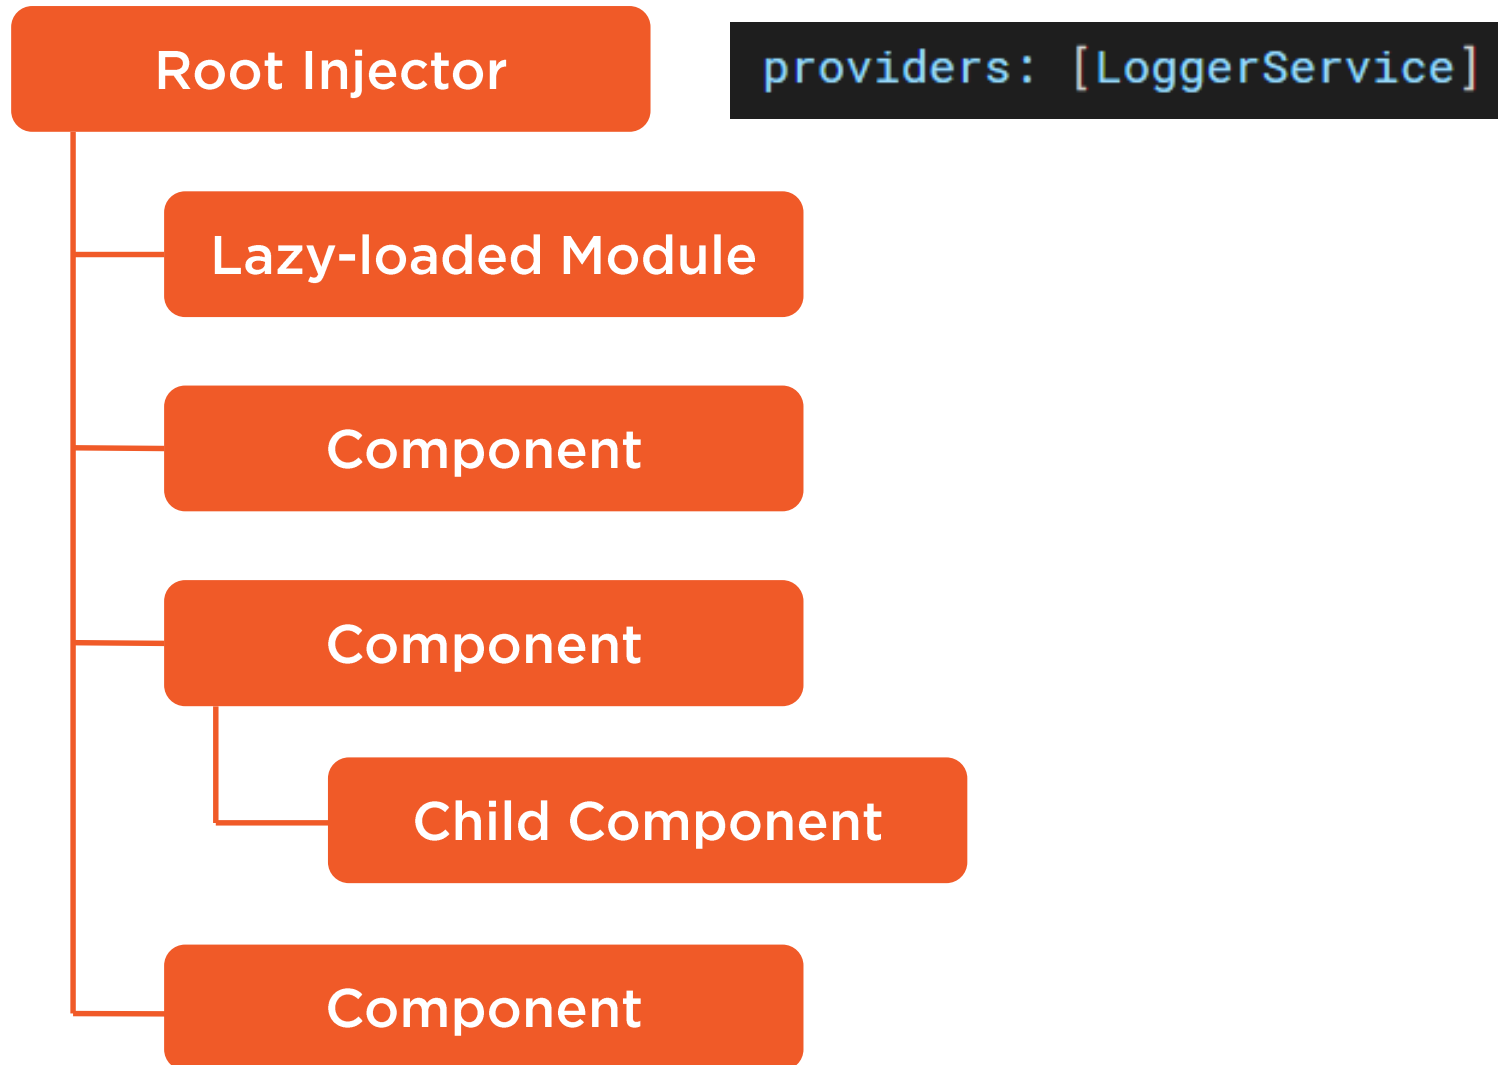 Root Injector
providers: [LoggerService]
Lazy-loaded Module
Component
Component
Child Component
Component